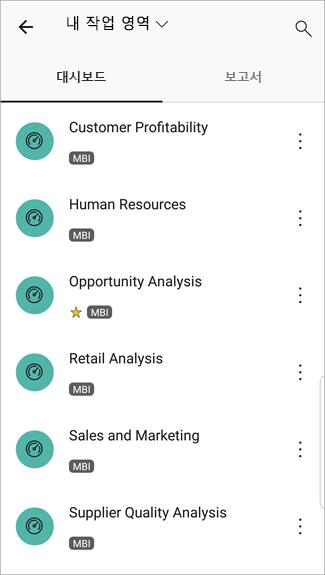 내 작업 영역
대시보드 보고서
Customer Profitability
MBI
Human Resources
MBI
Opportunity Analysis
MBI
Retail Analysis
MBI
Sales and Marketing
MBI
Supplier Quality Analysis
MBI